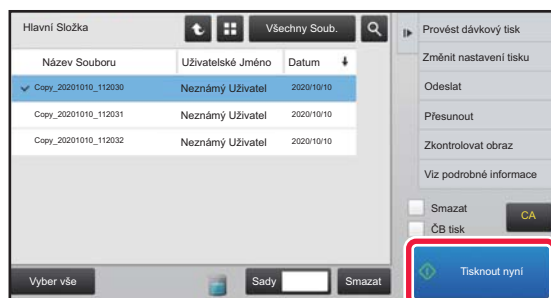 Hlavní Složka
Všechny Soub.
Název Souboru Uživatelské Jméno Datum
Copy_20201010_112030 Neznámý Uživatel 2020/10/10
Copy_20201010_112031 Neznámý Uživatel 2020/10/10
Copy_20201010_112032 Neznámý Uživatel 2020/10/10
Vyber vše
Sady
Smazat
Provést dávkový tisk
Změnit nastavení tisku
Odeslat
Přesunout
Zkontrolovat obraz
Viz podrobné informace
Smazat
ČB tisk
CA
Tisknout nyní